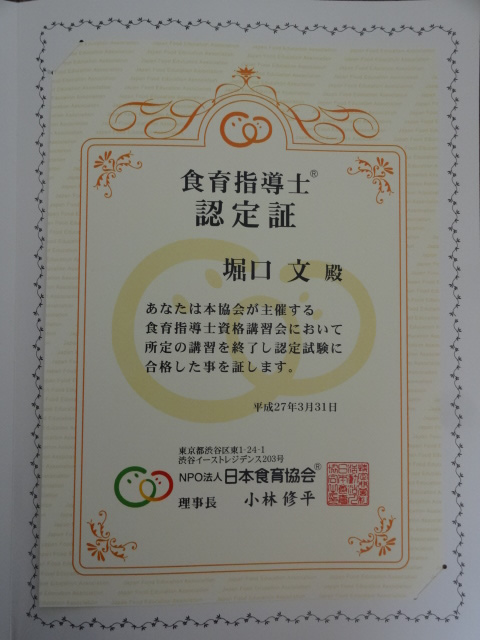 食育指導士®
認定証
堀口 文 殿
あなたは本協会が主催する
食育指導士資格講習会において
所定の講習を終了し認定試験に
合格した事を証します。
平成27年3月31日
東京都渋谷区東1-24-1
渋谷イーストレジデンス203号
NPO法人 日本食育協会®
理事長 小林 修平